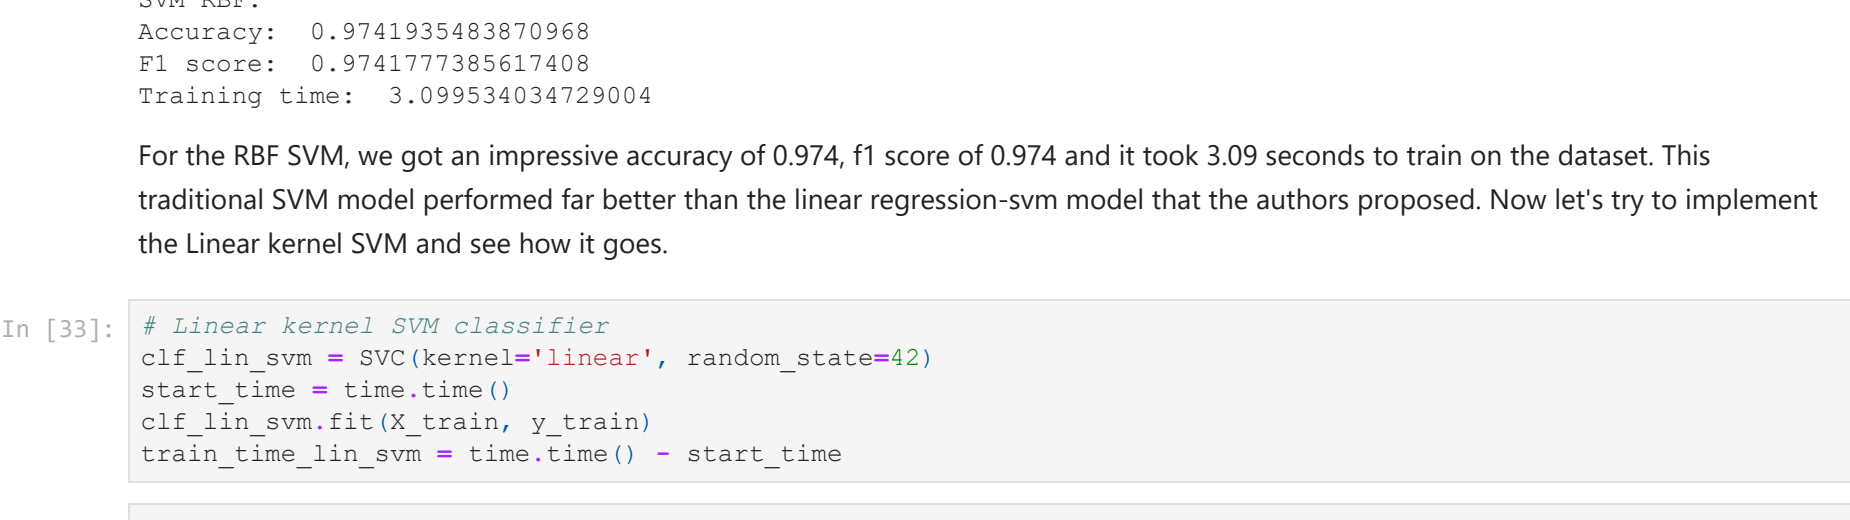 SVM RBF:
Accuracy:  0.9741935483870968
F1 score:  0.9741777385617408
Training time:  3.099534034729004
For the RBF SVM, we got an impressive accuracy of 0.974, f1 score of 0.974 and it took 3.09 seconds to train on the dataset. This
traditional SVM model performed far better than the linear regression-svm model that the authors proposed. Now let's try to implement
the Linear kernel SVM and see how it goes.
In [33]:
# Linear kernel SVM classifier
clf_lin_svm = SVC(kernel='linear', random_state=42)
start_time = time.time()
clf_lin_svm.fit(X_train, y_train)
train_time_lin_svm = time.time() - start_time